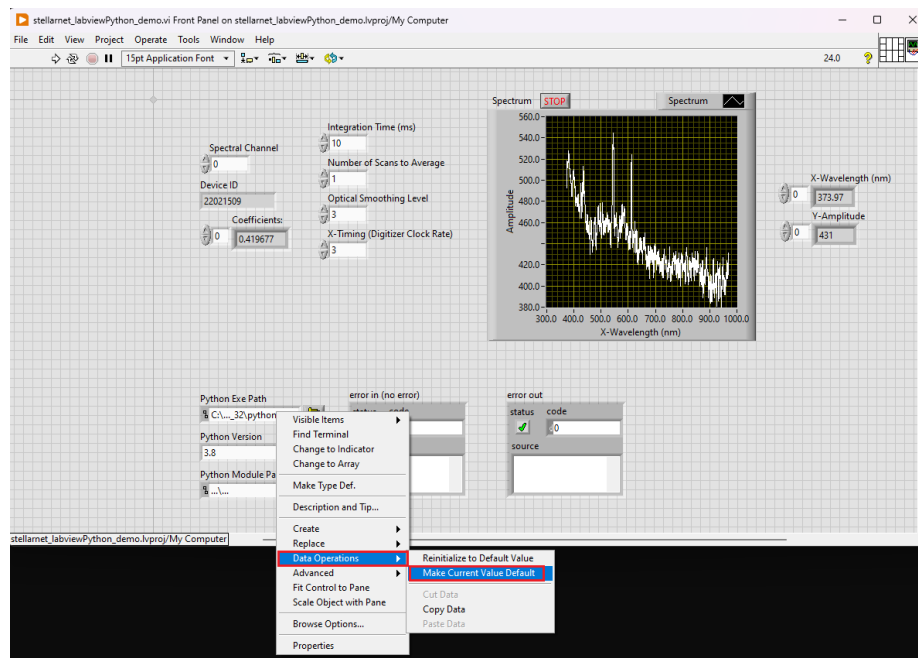 stellarnet_labviewPython_demo.vi Front Panel on stellarnet_labviewPython_demo.lvproj/My Computer
File Edit View Project Operate Tools Window Help
15pt Application Font
24.0
Spectral Channel
0
Device ID
22021509
Coefficients:
0
0.419677
Integration Time (ms)
10
Number of Scans to Average
1
Optical Smoothing Level
3
X-Timing (Digitizer Clock Rate)
3
Spectrum STOP Spectrum
560.0
540.0
520.0
500.0
480.0
460.0
420.0
400.0
380.0
Amplitude
300.0 400.0 500.0 600.0 700.0 800.0 900.0 1000.0
X-Wavelength (nm)
X-Wavelength (nm)
0 373.97
Y-Amplitude
0 431
Python Exe Path
C:\..._32\python
Python Version
3.8
Python Module Pa
...\...
error in (no error)
status code
error out
status code
0
source
Visible Items
Find Terminal
Change to Indicator
Change to Array
Make Type Def.
Description and Tip...
Create
Replace
Data Operations
Advanced
Fit Control to Pane
Scale Object with Pane
Browse Options...
Properties
Reinitialize to Default Value
Make Current Value Default
Cut Data
Copy Data
Paste Data
stellarnet_labviewPython_demo.lvproj/My Computer